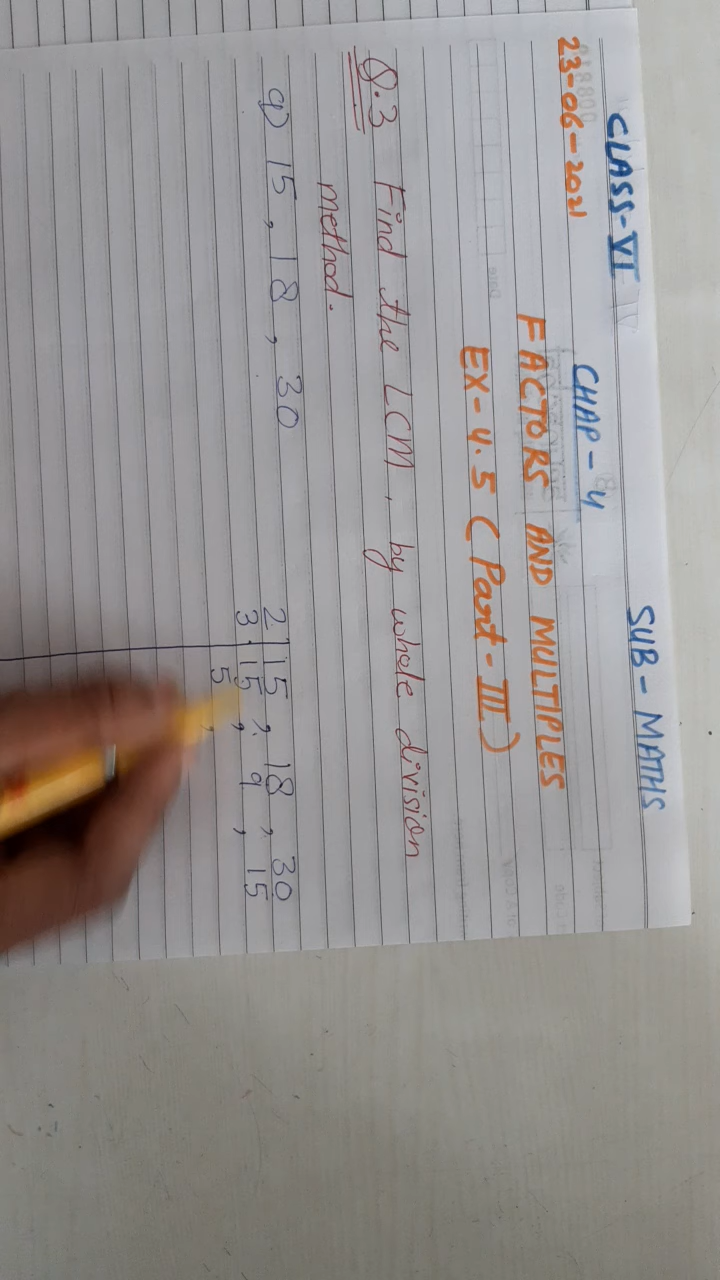 CLASS-VI
SUB-MATHS
23-06-2021
CHAP-4
FACTORS AND MULTIPLES
EX-4.5 (Part-III)
Q.3 Find the LCM, by whole division
method.
a) 15, 18, 30
2 15, 18, 30
3 15, 9, 15
5,